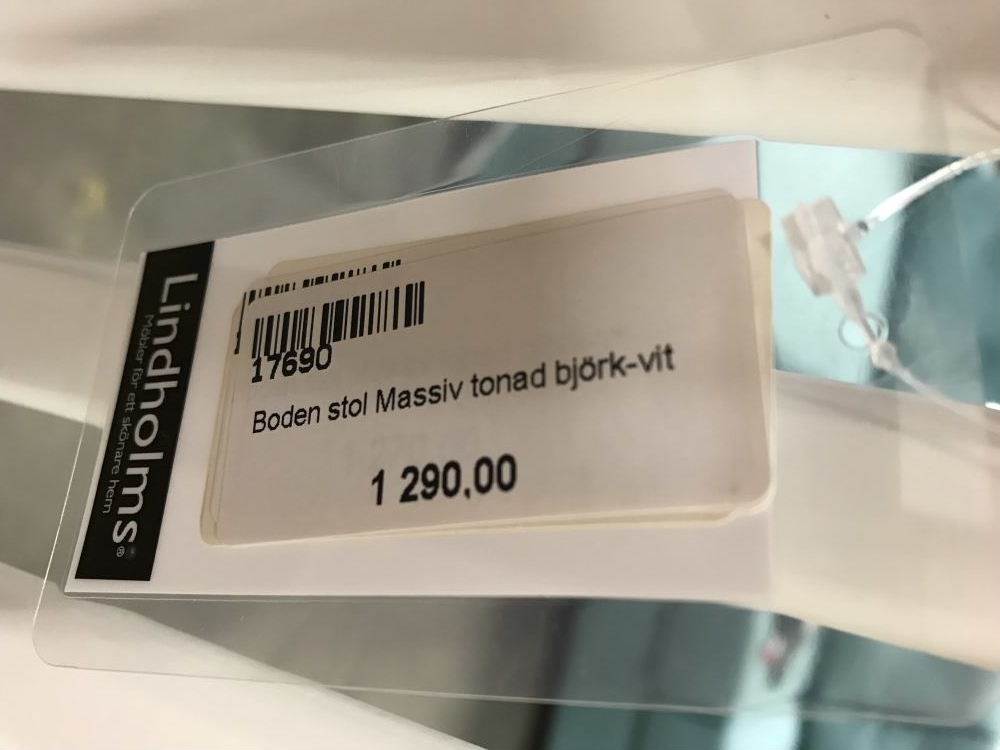 Lindholms®
Möbler för ett skönare hem
17690
Boden stol Massiv tonad björk-vit
1 290,00